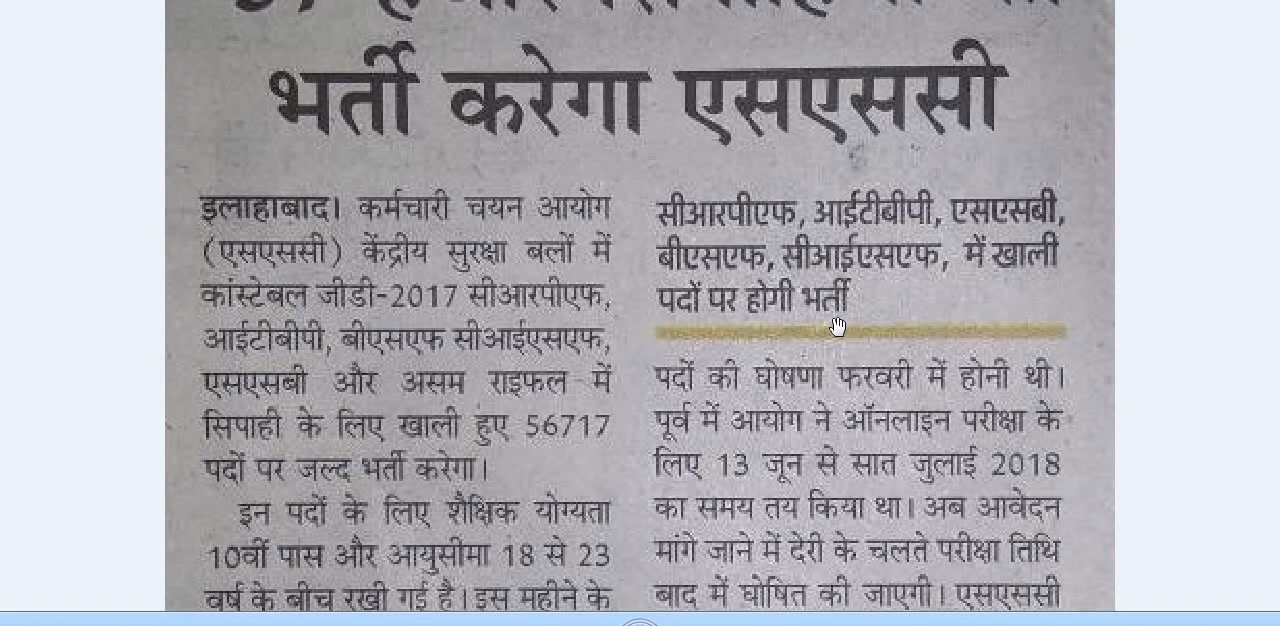 भर्ती करेगा एसएससी
इलाहाबाद। कर्मचारी चयन आयोग
(एसएससी) केंद्रीय सुरक्षा बलों में
कांस्टेबल जीडी-2017 सीआरपीएफ,
आईटीबीपी, बीएसएफ सीआईएसएफ,
एसएसबी और असम राइफल में
सिपाही के लिए खाली हुए 56717
पदों पर जल्द भर्ती करेगा।
इन पदों के लिए शैक्षिक योग्यता
10वीं पास और आयुसीमा 18 से 23
वर्ष के बीच रखी गई है। इस महीने के
सीआरपीएफ, आईटीबीपी, एसएसबी,
बीएसएफ, सीआईएसएफ, में खाली
पदों पर होगी भर्ती
पदों की घोषणा फरवरी में होनी थी।
पूर्व में आयोग ने ऑनलाइन परीक्षा के
लिए 13 जून से सात जुलाई 2018
का समय तय किया था। अब आवेदन
मांगे जाने में देरी के चलते परीक्षा तिथि
बाद में घोषित की जाएगी। एसएससी